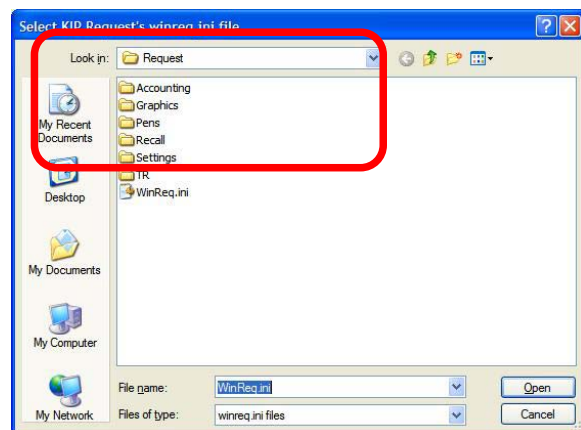 Select KIP Request's winreq.ini file
Look in:
Request
Accounting
Graphics
Pens
Recall
Settings
TR
WinReq.ini
My Recent
Documents
Desktop
My Documents
My Computer
My Network
File name:
WinReq.ini
Open
Files of type:
winreq.ini files
Cancel